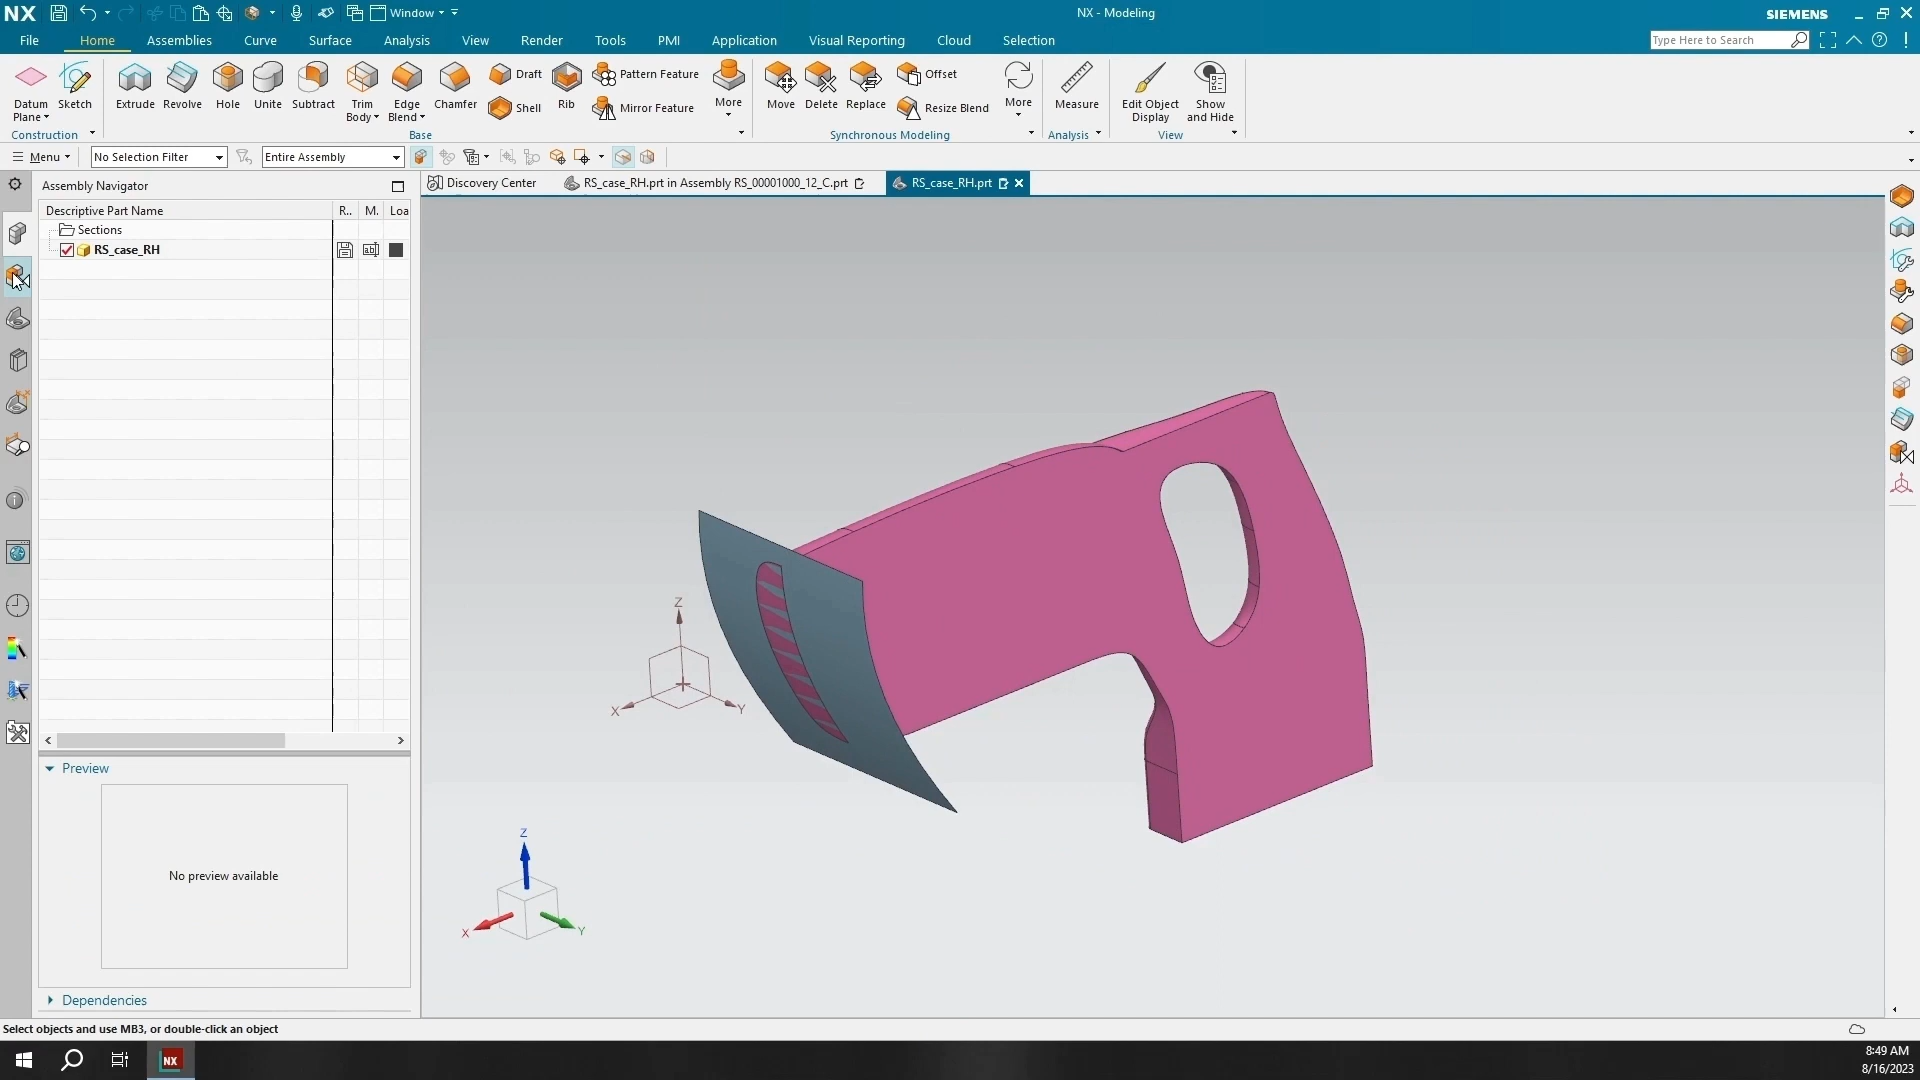 NX
Window
NX - Modeling
SIEMENS
File
Home
Assemblies
Curve
Surface
Analysis
View
Render
Tools
PMI
Application
Visual Reporting
Cloud
Selection
Type Here to Search
Datum Plane
Sketch
Extrude
Revolve
Hole
Unite
Subtract
Trim Body
Edge Blend
Chamfer
Draft
Shell
Rib
Pattern Feature
Mirror Feature
More
Move
Delete
Replace
Offset
Resize Blend
More
Measure
Edit Object Display
Show and Hide
Construction
Base
Synchronous Modeling
Analysis
View
Menu
No Selection Filter
Entire Assembly
Assembly Navigator
Discovery Center
RS_case_RH.prt in Assembly RS_00001000_12_C.prt
RS_case_RH.prt
Descriptive Part Name
R..
M.
Loa
Sections
RS_case_RH
Z
X
Y
Z
X
Y
Preview
No preview available
Dependencies
Select objects and use MB3, or double-click an object
NX
8:49 AM
8/16/2023